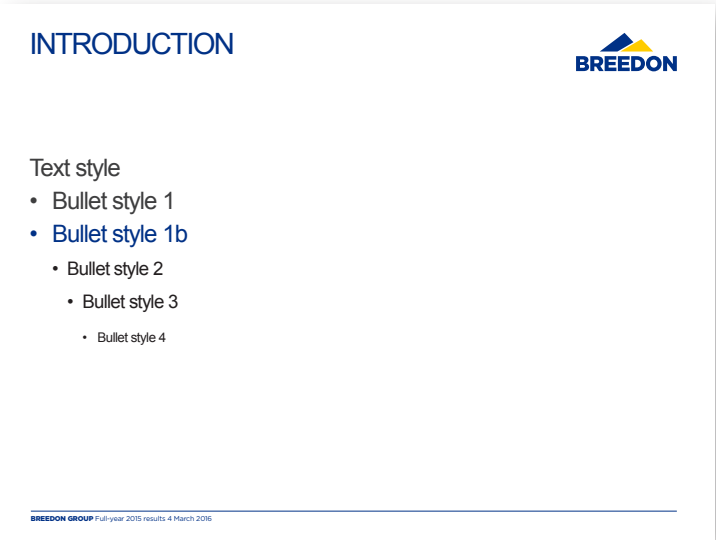 INTRODUCTION
BREEDON
Text style
• Bullet style 1
• Bullet style 1b
• Bullet style 2
• Bullet style 3
• Bullet style 4
BREEDON GROUP Full-year 2015 results 4 March 2016